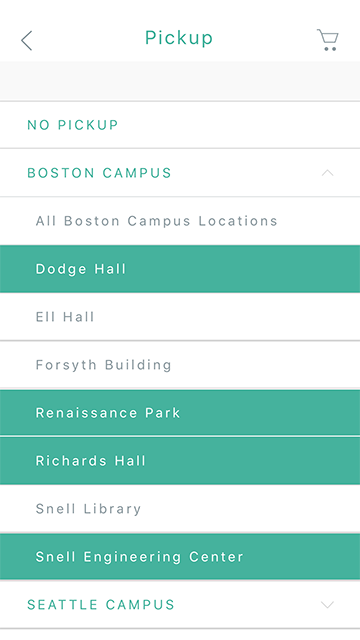 Pickup
NO PICKUP
BOSTON CAMPUS
All Boston Campus Locations
Dodge Hall
Ell Hall
Forsyth Building
Renaissance Park
Richards Hall
Snell Library
Snell Engineering Center
SEATTLE CAMPUS